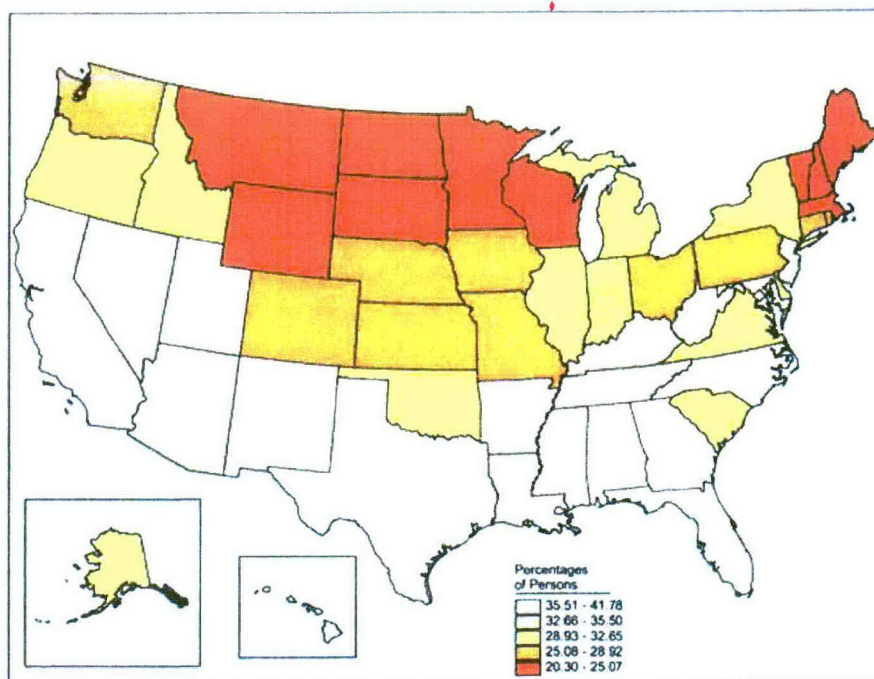 Percentages
of Persons
35.51 - 41.78
32.66 - 35.50
28.93 - 32.65
25.08 - 28.92
20.30 - 25.07